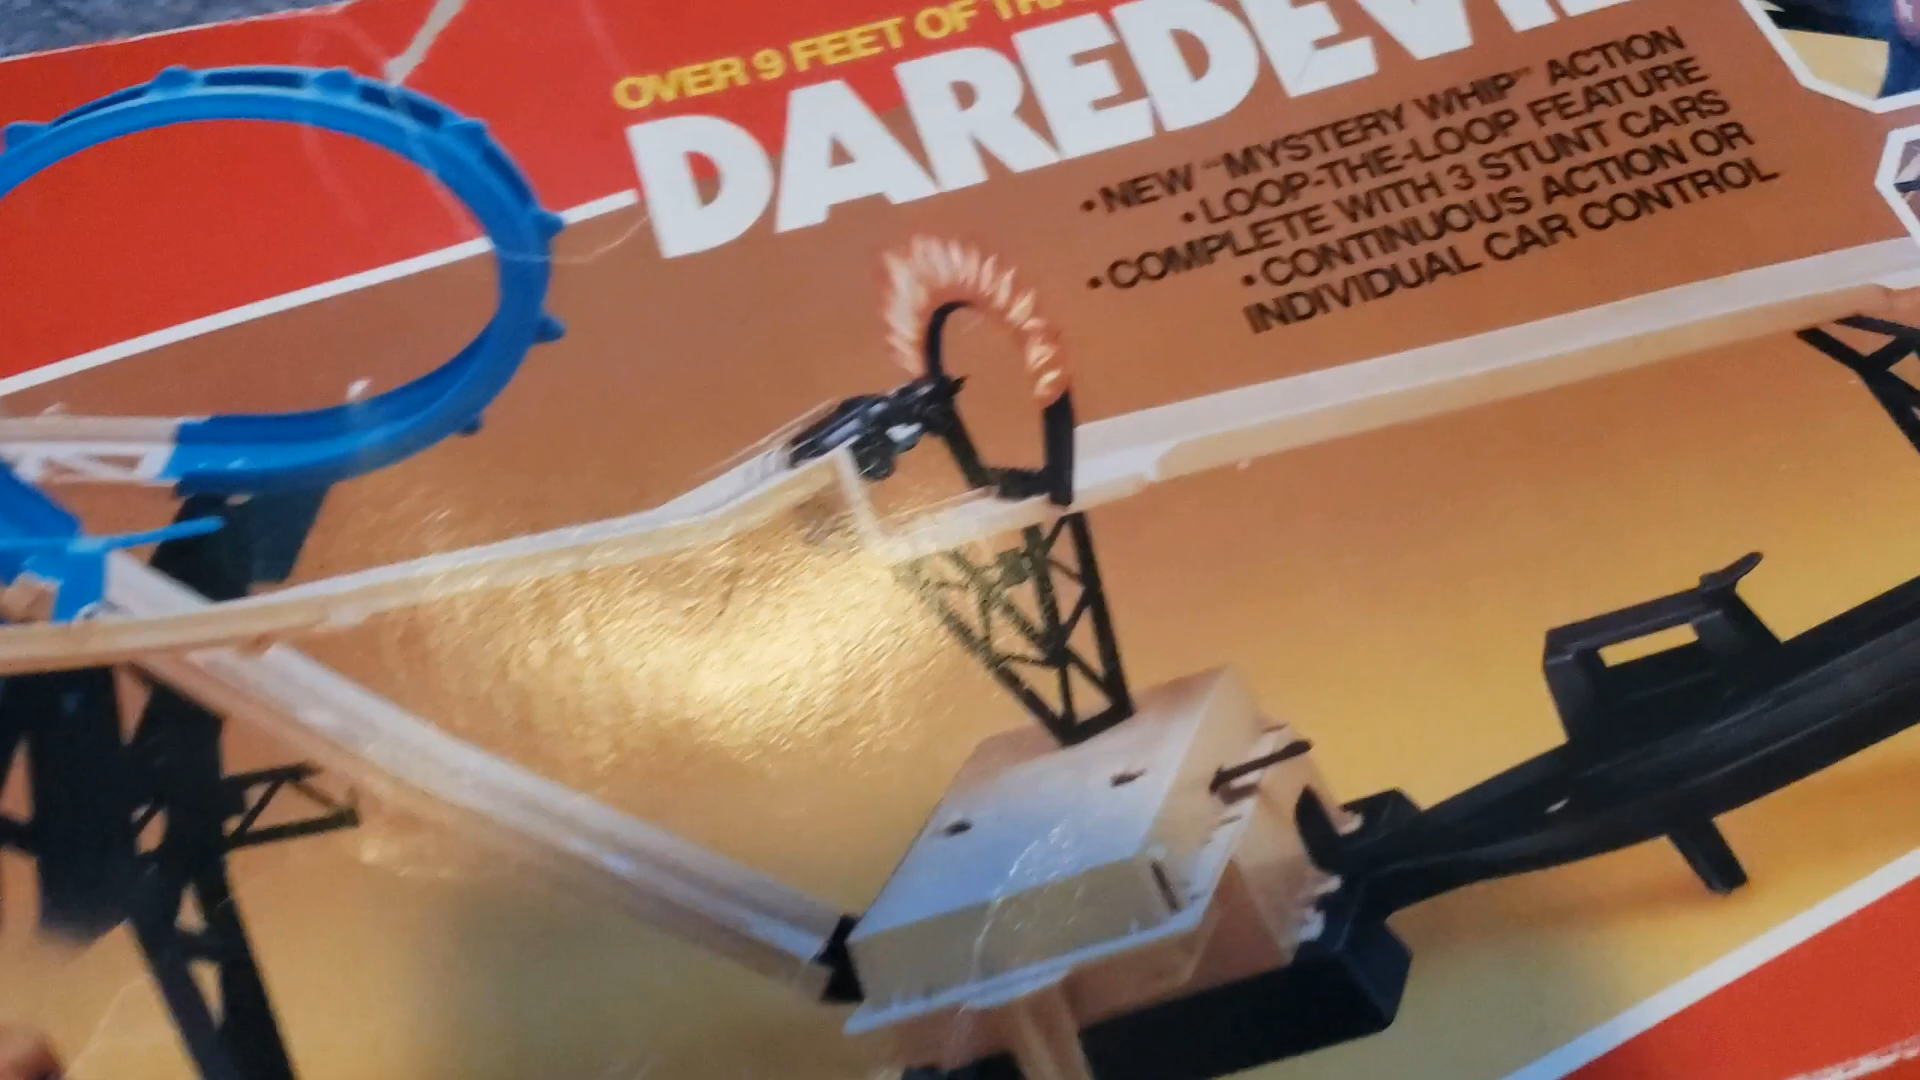 OVER 9 FEET OF
DAREDEVIL
•NEW "MYSTERY WHIP" ACTION
•LOOP-THE-LOOP FEATURE
•COMPLETE WITH 3 STUNT CARS
•CONTINUOUS ACTION OR
INDIVIDUAL CAR CONTROL